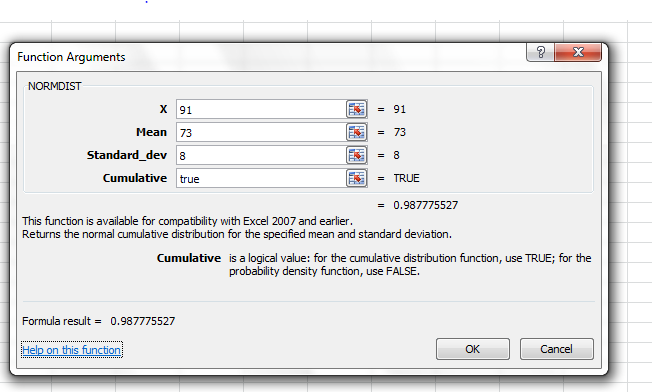 Function Arguments
?
X
NORMDIST
X 91 = 91
Mean 73 = 73
Standard_dev 8 = 8
Cumulative true = TRUE
= 0.987775527
This function is available for compatibility with Excel 2007 and earlier.
Returns the normal cumulative distribution for the specified mean and standard deviation.
Cumulative is a logical value: for the cumulative distribution function, use TRUE; for the
probability density function, use FALSE.
Formula result = 0.987775527
Help on this function
OK
Cancel